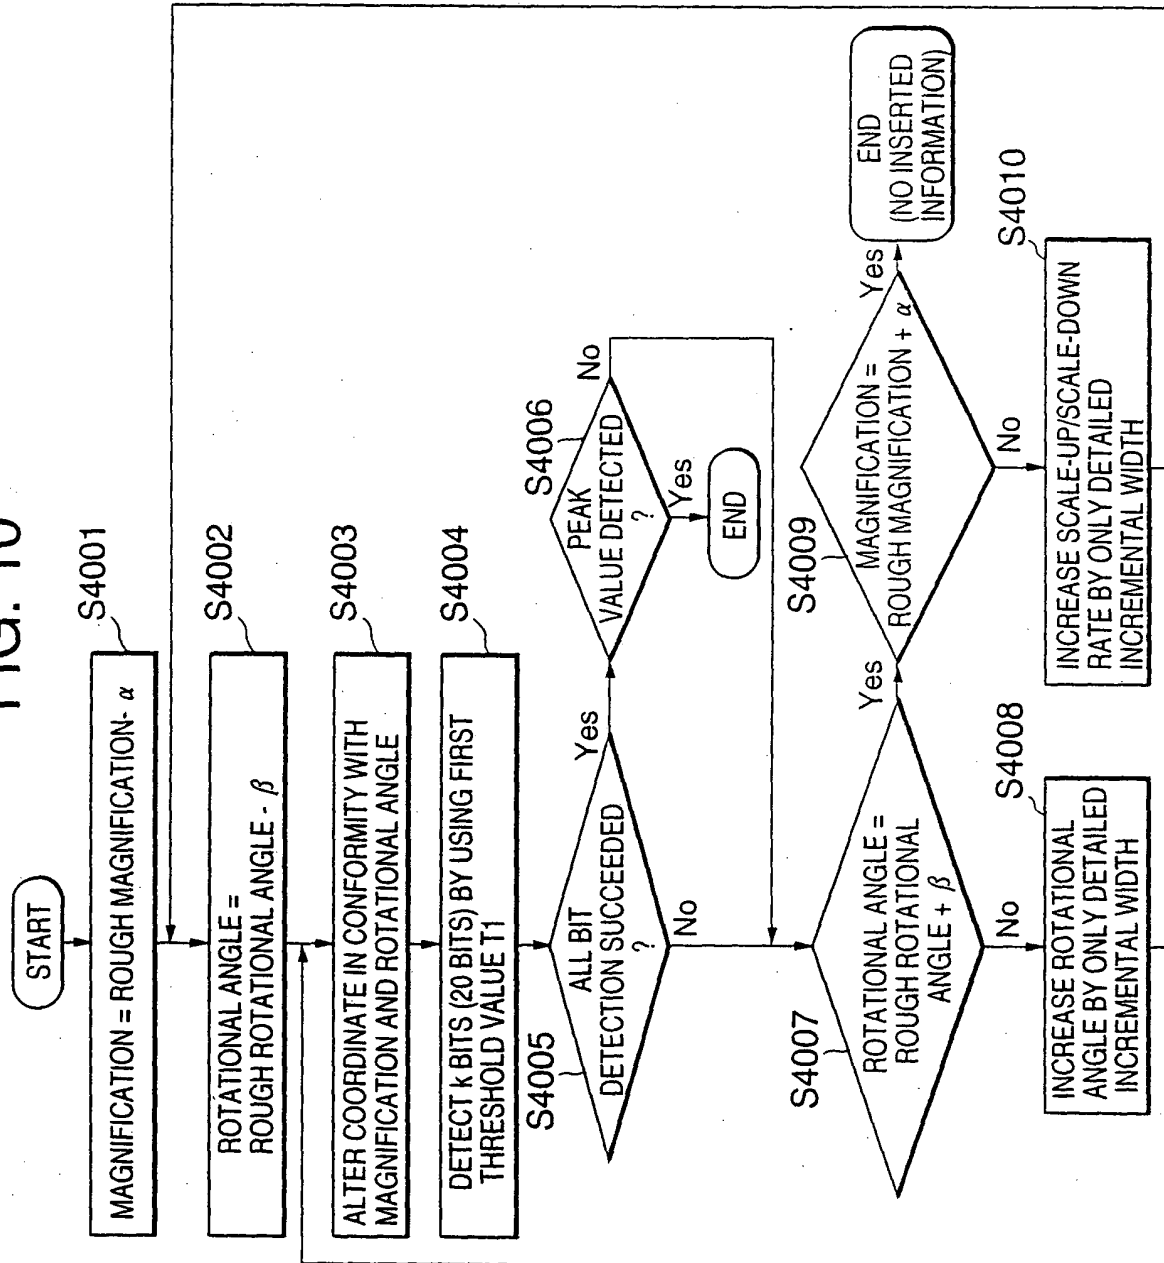 START
MAGNIFICATION = ROUGH MAGNIFICATION- α
S4001
ROTATIONAL ANGLE =
ROUGH ROTATIONAL ANGLE - β
S4002
ALTER COORDINATE IN CONFORMITY WITH
MAGNIFICATION AND ROTATIONAL ANGLE
S4003
DETECT k BITS (20 BITS) BY USING FIRST
THRESHOLD VALUE T1
S4004
S4005
ALL BIT
DETECTION SUCCEEDED
?
Yes
No
S4006
PEAK
VALUE DETECTED
?
No
Yes
END
S4007
ROTATIONAL ANGLE =
ROUGH ROTATIONAL
ANGLE + β
Yes
No
S4009
MAGNIFICATION =
ROUGH MAGNIFICATION + α
Yes
No
END
(NO INSERTED
INFORMATION)
S4008
INCREASE ROTATIONAL
ANGLE BY ONLY DETAILED
INCREMENTAL WIDTH
S4010
INCREASE SCALE-UP/SCALE-DOWN
RATE BY ONLY DETAILED
INCREMENTAL WIDTH